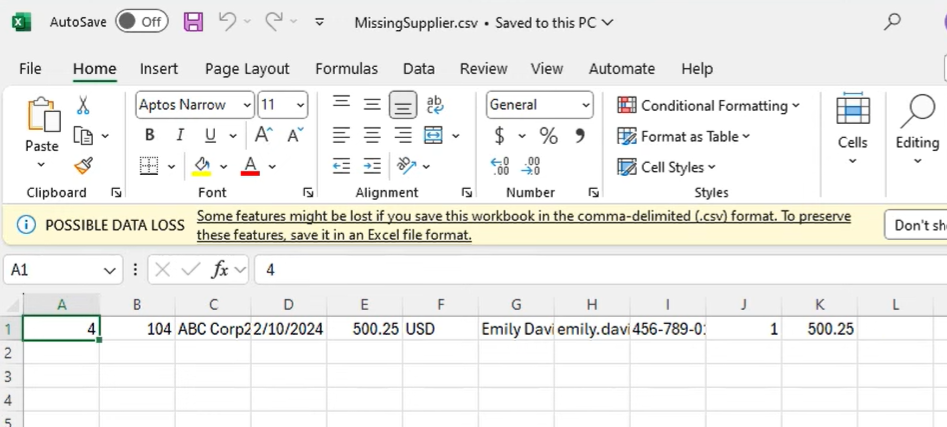 AutoSave Off MissingSupplier.csv • Saved to this PC
File Home Insert Page Layout Formulas Data Review View Automate Help
Aptos Narrow 11 ab General Conditional Formatting
Paste B I U A A $ % Format as Table Cells Editing
A Cell Styles
Clipboard Font Alignment Number Styles
POSSIBLE DATA LOSS Some features might be lost if you save this workbook in the comma-delimited (.csv) format. To preserve
these features, save it in an Excel file format. Don't sh
A1 fx 4
A B C D E F G H I J K L
1 4 104 ABC Corp 2/10/2024 500.25 USD Emily Davi emily.davi 456-789-0 1 500.25
2
3
4
5